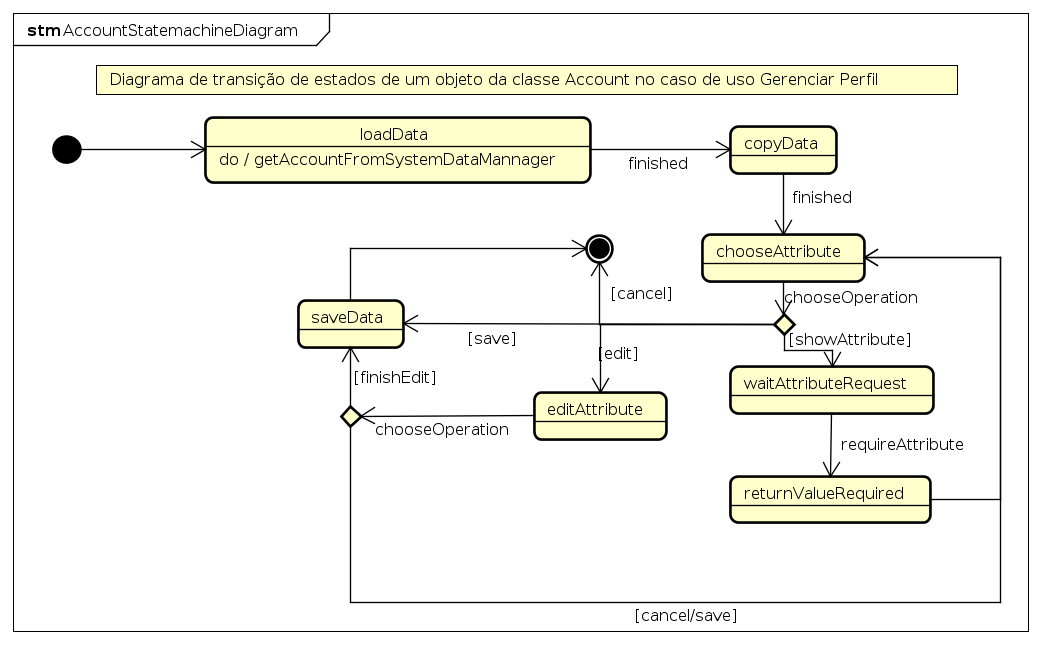 stm AccountStatemachineDiagram
Diagrama de transição de estados de um objeto da classe Account no caso de uso Gerenciar Perfil
loadData
do / getAccountFromSystemDataMannager
finished
copyData
finished
chooseAttribute
chooseOperation
[cancel]
saveData
[save]
[showAttribute]
[edit]
[finishEdit]
waitAttributeRequest
editAttribute
chooseOperation
requireAttribute
returnValueRequired
[cancel/save]